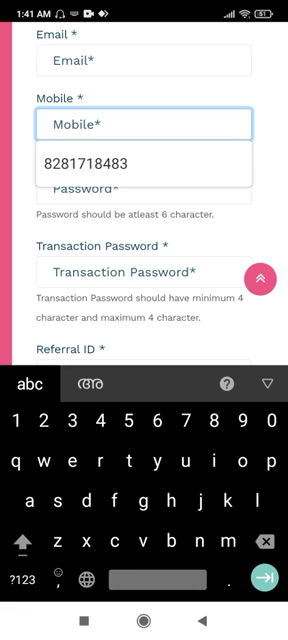 1:41 AM
51
Email *
Email*
Mobile *
Mobile*
8281718483
Password*
Password should be atleast 6 character.
Transaction Password *
Transaction Password*
Transaction Password should have minimum 4
character and maximum 4 character.
Referral ID *
abc അആ ?
1 2 3 4 5 6 7 8 9 0
q w e r t y u i o p
a s d f g h j k l
z x c v b n m
?123 , .